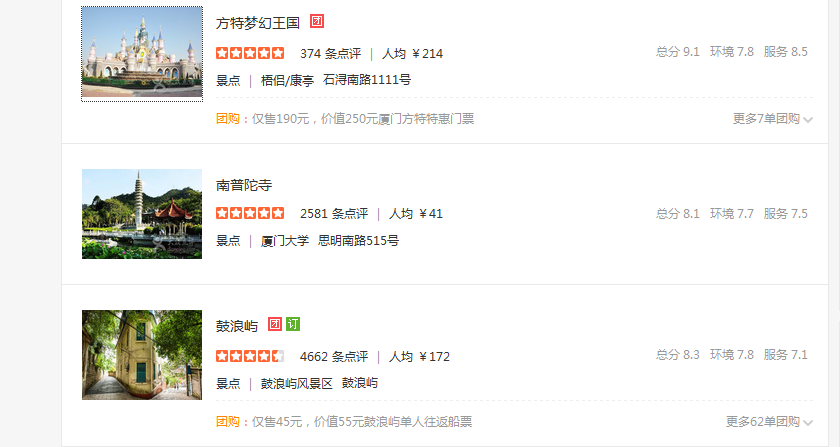 方特梦幻王国 团
374 条点评 | 人均 ¥214
总分 9.1 环境 7.8 服务 8.5
景点 | 梧侣/康亭 石浔南路1111号
团购：仅售190元，价值250元厦门方特特惠门票
更多7单团购
南普陀寺
2581 条点评 | 人均 ¥41
总分 8.1 环境 7.7 服务 7.5
景点 | 厦门大学 思明南路515号
鼓浪屿 团 订
4662 条点评 | 人均 ¥172
总分 8.3 环境 7.8 服务 7.1
景点 | 鼓浪屿风景区 鼓浪屿
团购：仅售45元，价值55元鼓浪屿单人往返船票
更多62单团购